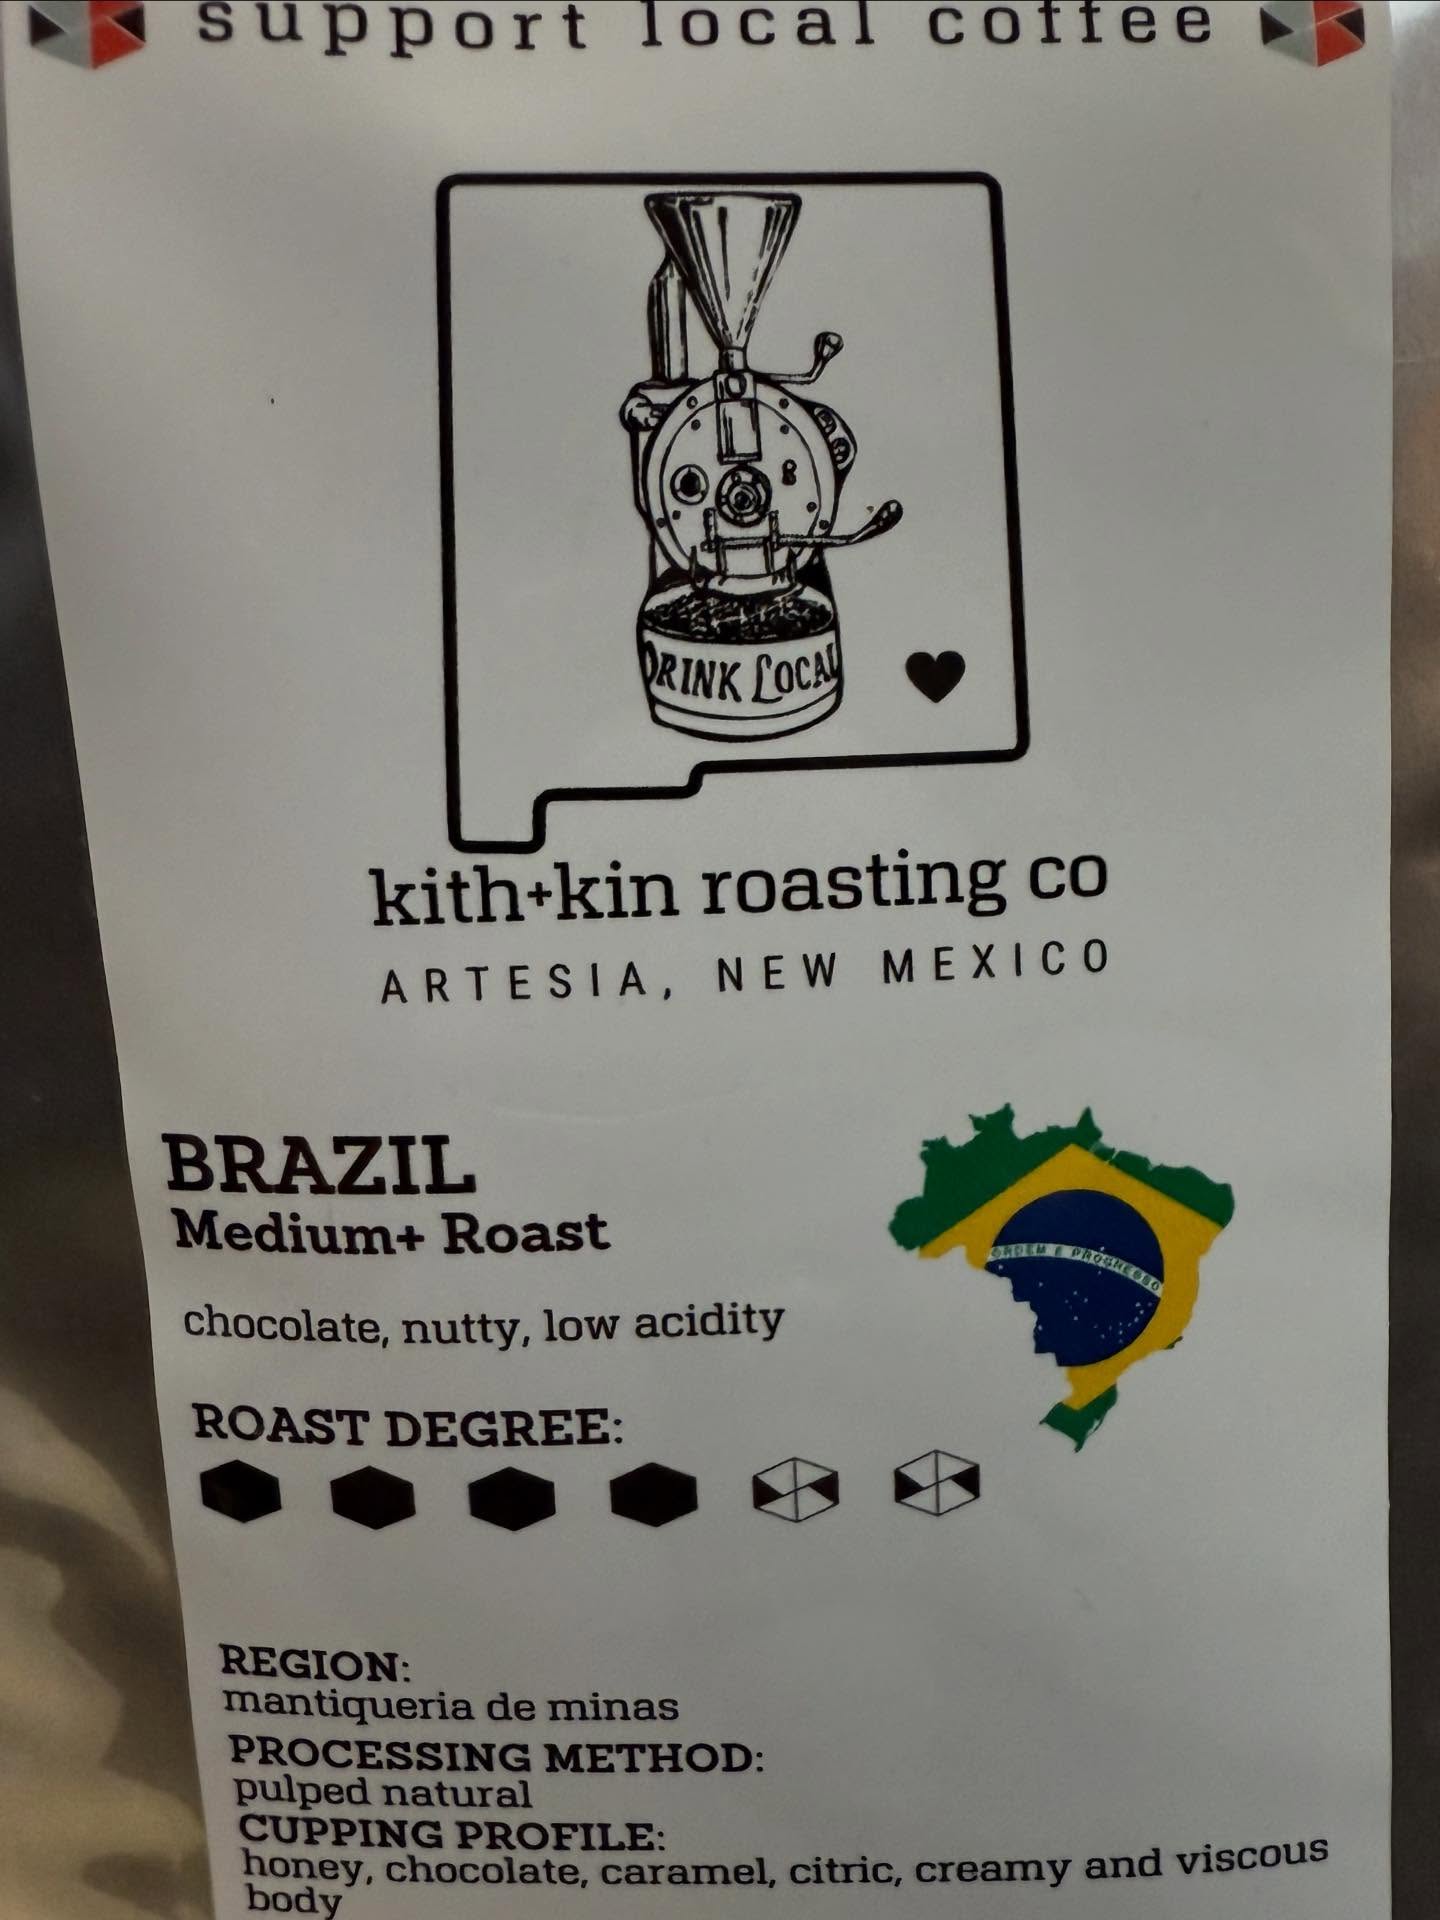 support local coffee
DRINK LOCAL
kith+kin roasting co
ARTESIA, NEW MEXICO
BRAZIL
Medium+ Roast
ORDEM E PROGRESSO
chocolate, nutty, low acidity
ROAST DEGREE:
REGION:
mantiqueria de minas
PROCESSING METHOD:
pulped natural
CUPPING PROFILE:
honey, chocolate, caramel, citric, creamy and viscous
body